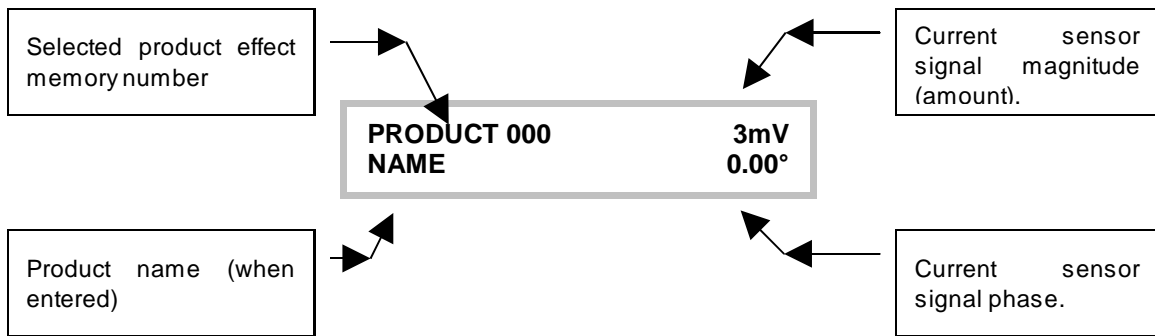 Selected product effect
memory number
Current sensor
signal magnitude
(amount).
PRODUCT 000 3mV
NAME 0.00°
Product name (when
entered)
Current sensor
signal phase.